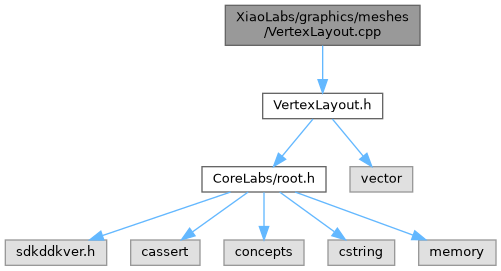 XiaoLabs/graphics/meshes
/VertexLayout.cpp
VertexLayout.h
CoreLabs/root.h
vector
sdkddkver.h
cassert
concepts
cstring
memory